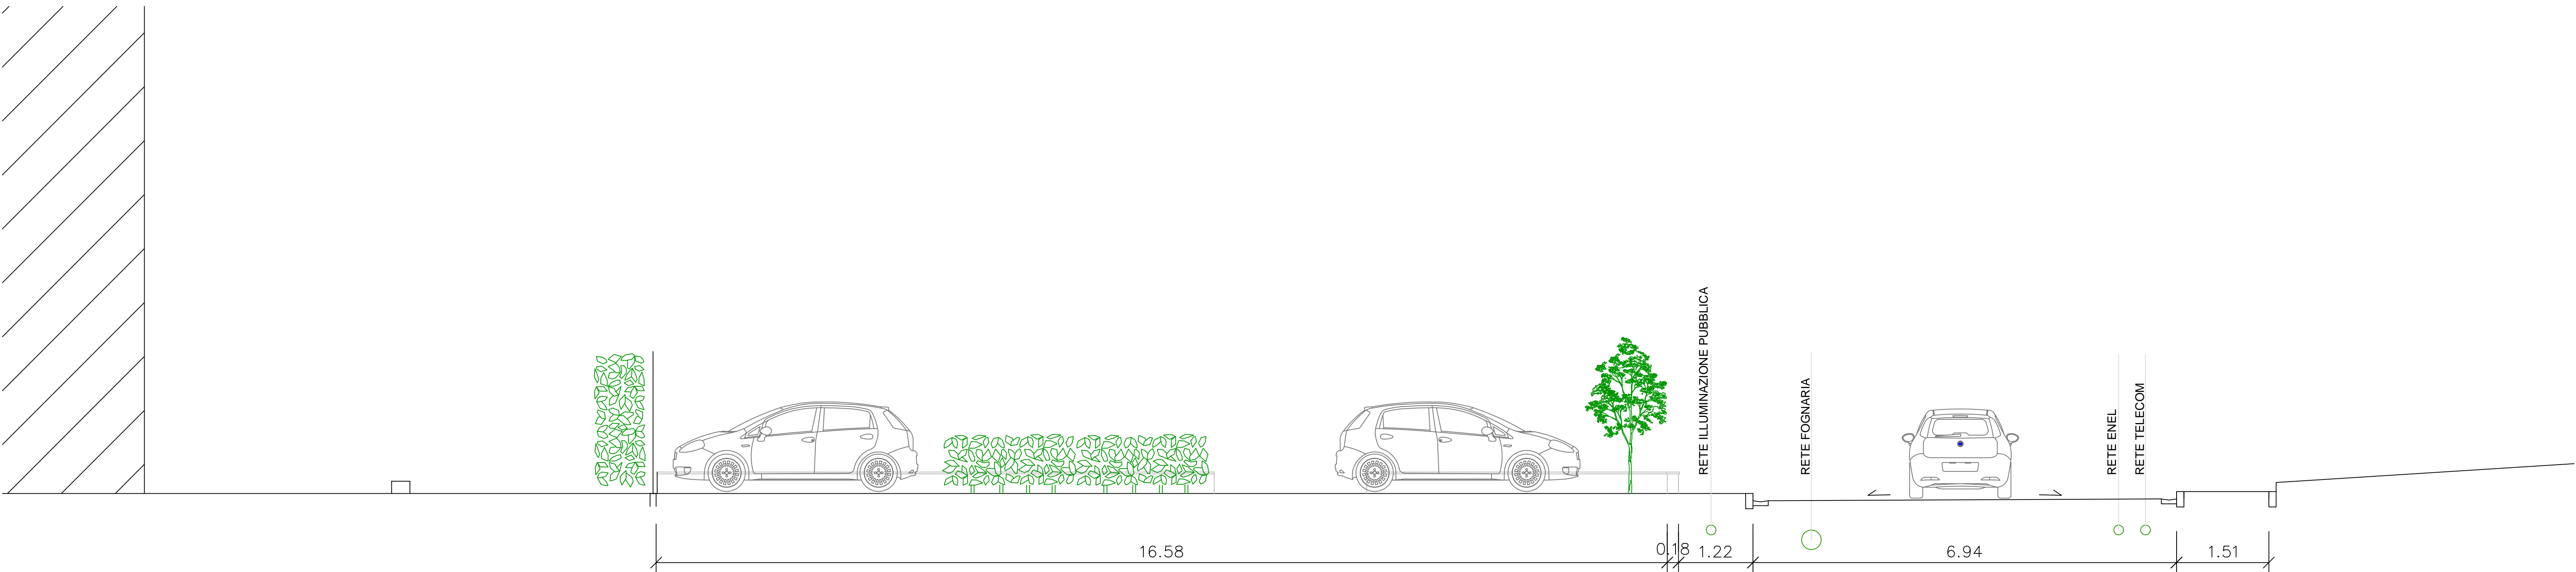 RETE ILLUMINAZIONE PUBBLICA
RETE FOGNARIA
RETE ENEL
RETE TELECOM
16.58
0.18
1.22
6.94
1.51